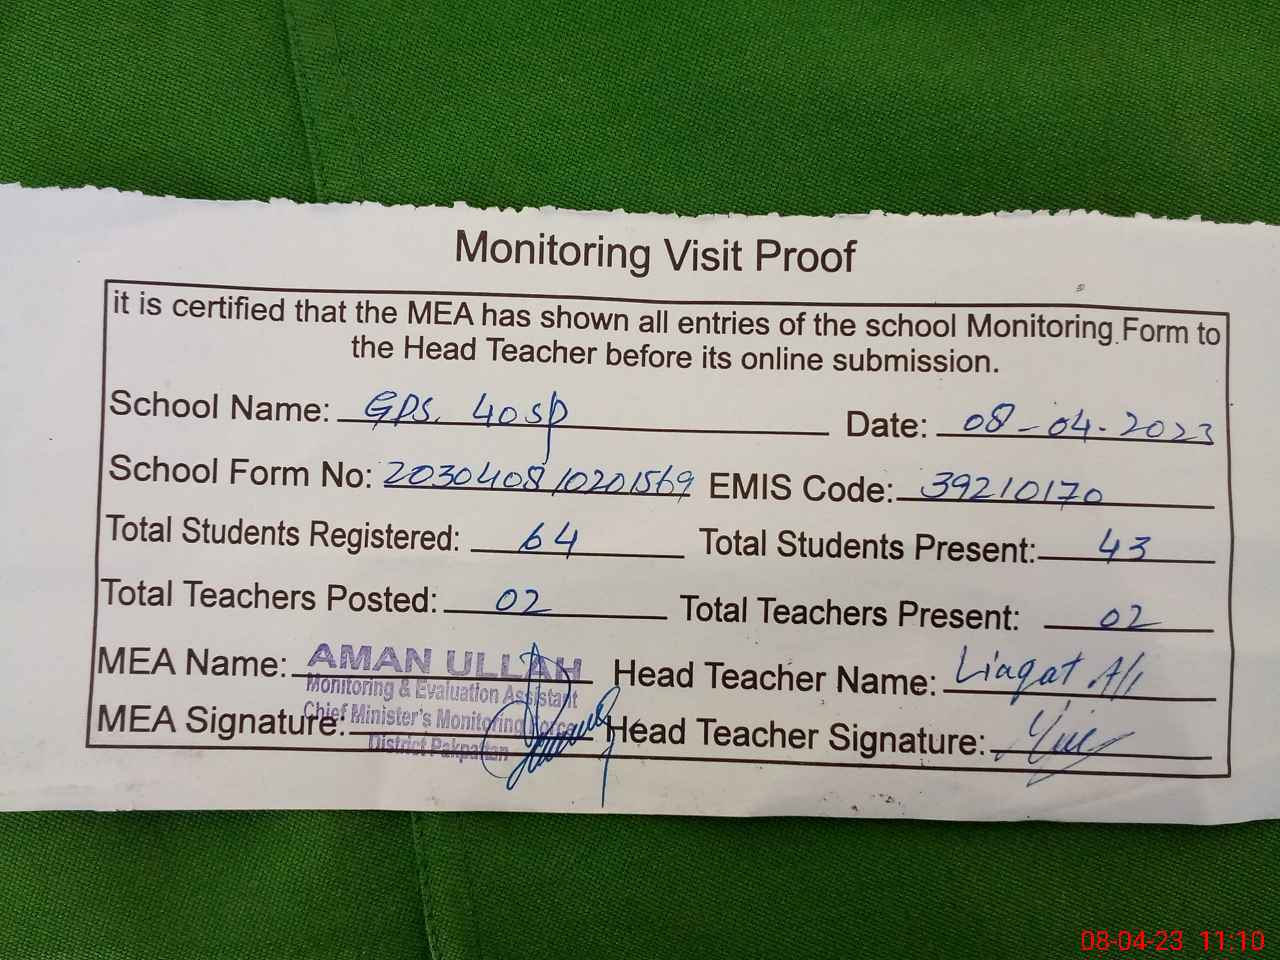 Monitoring Visit Proof
it is certified that the MEA has shown all entries of the school Monitoring Form to
the Head Teacher before its online submission.
School Name: GPS. 40SP Date: 08-04-2023
School Form No: 203040810201569 EMIS Code: 39210170
Total Students Registered: 64 Total Students Present: 43
Total Teachers Posted: 02 Total Teachers Present: 02
MEA Name: AMAN ULLAH Head Teacher Name: Liaqat Ali
Monitoring & Evaluation Assistant
Chief Minister's Monitoring Force
MEA Signature: Head Teacher Signature:
District Pakpattan
08-04-23 11:10